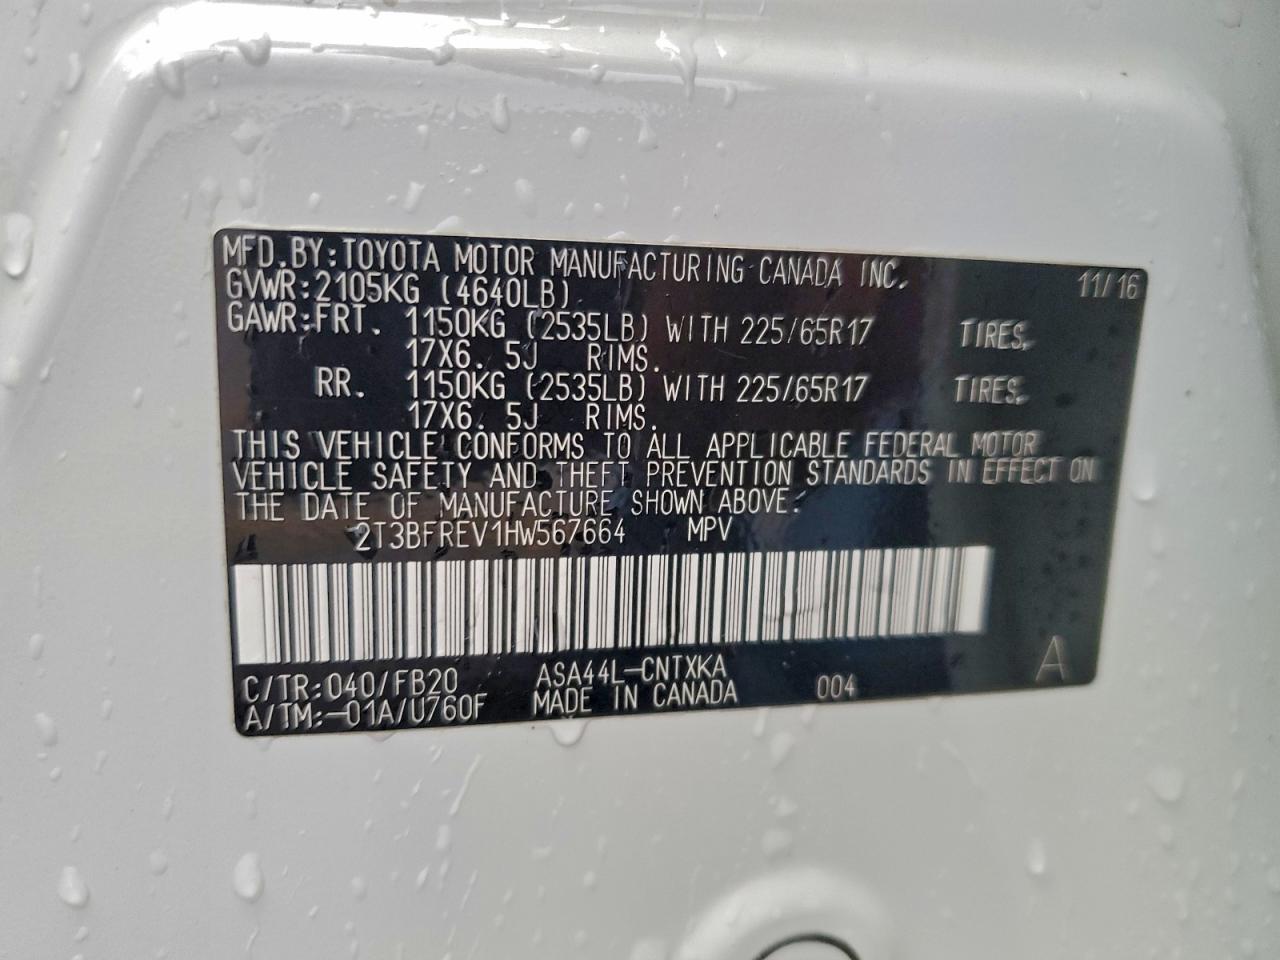 MFD.BY:TOYOTA MOTOR MANUFACTURING CANADA INC. 11/16
GVWR:2105KG (4640LB)
GAWR:FRT. 1150KG (2535LB) WITH 225/65R17 TIRES,
17X6. 5J RIMS.
RR. 1150KG (2535LB) WITH 225/65R17 TIRES,
17X6. 5J RIMS.
THIS VEHICLE CONFORMS TO ALL APPLICABLE FEDERAL MOTOR
VEHICLE SAFETY AND THEFT PREVENTION STANDARDS IN EFFECT ON
THE DATE OF MANUFACTURE SHOWN ABOVE.
2T3BFREV1HW567664 MPV
C/TR:040/FB20 ASA44L-CNTXKA A
A/TM:-01A/U760F MADE IN CANADA 004